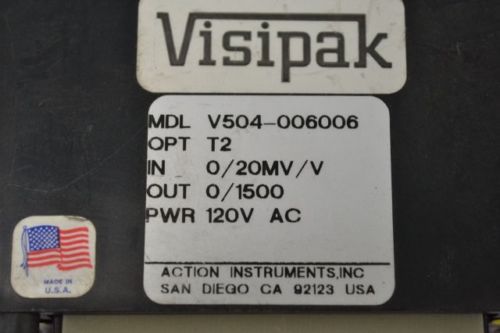 Visipak
MDL V504-006006
OPT T2
IN 0/20MV/V
OUT 0/1500
PWR 120V AC
ACTION INSTRUMENTS,INC
SAN DIEGO CA 92123 USA
MADE IN
U.S.A.